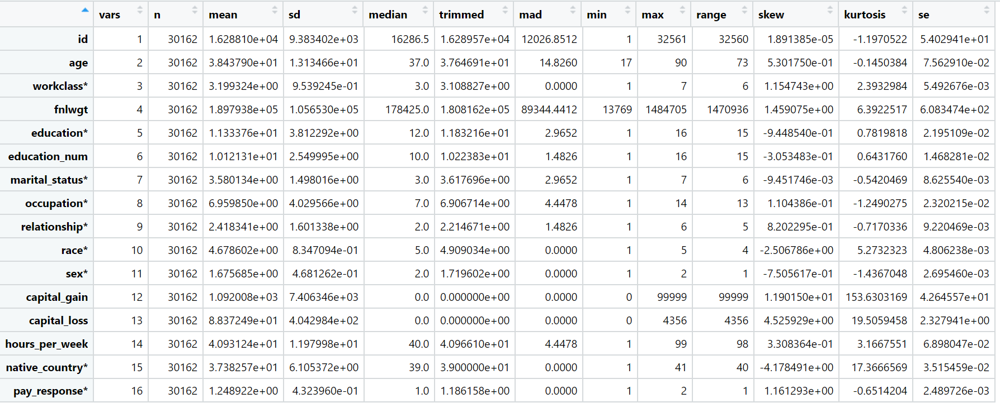 vars n mean sd median trimmed mad min max range skew kurtosis se
id 1 30162 1.628810e+04 9.383402e+03 16286.5 1.628957e+04 12026.8512 1 32561 32560 1.891385e-05 -1.1970522 5.402941e+01
age 2 30162 3.843790e+01 1.313466e+01 37.0 3.764691e+01 14.8260 17 90 73 5.301750e-01 -0.1450384 7.562910e-02
workclass* 3 30162 3.199324e+00 9.539245e-01 3.0 3.108827e+00 0.0000 1 7 6 1.154743e+00 2.3932984 5.492676e-03
fnlwgt 4 30162 1.897938e+05 1.056530e+05 178425.0 1.808162e+05 89344.4412 13769 1484705 1470936 1.459075e+00 6.3922517 6.083474e+02
education* 5 30162 1.133376e+01 3.812292e+00 12.0 1.183216e+01 2.9652 1 16 15 -9.448540e-01 0.7819818 2.195109e-02
education_num 6 30162 1.012131e+01 2.549995e+00 10.0 1.022383e+01 1.4826 1 16 15 -3.053483e-01 0.6431760 1.468281e-02
marital_status* 7 30162 3.580134e+00 1.498016e+00 3.0 3.617696e+00 2.9652 1 7 6 -9.451746e-03 -0.5420469 8.625540e-03
occupation* 8 30162 6.959850e+00 4.029566e+00 7.0 6.906714e+00 4.4478 1 14 13 1.104386e-01 -1.2490275 2.320215e-02
relationship* 9 30162 2.418341e+00 1.601338e+00 2.0 2.214671e+00 1.4826 1 6 5 8.202295e-01 -0.7170336 9.220469e-03
race* 10 30162 4.678602e+00 8.347094e-01 5.0 4.909034e+00 0.0000 1 5 4 -2.506786e+00 5.2732323 4.806238e-03
sex* 11 30162 1.675685e+00 4.681262e-01 2.0 1.719602e+00 0.0000 1 2 1 -7.505617e-01 -1.4367048 2.695460e-03
capital_gain 12 30162 1.092008e+03 7.406346e+03 0.0 0.000000e+00 0.0000 0 99999 99999 1.190150e+01 153.6303169 4.264557e+01
capital_loss 13 30162 8.837249e+01 4.042984e+02 0.0 0.000000e+00 0.0000 0 4356 4356 4.525929e+00 19.5059458 2.327941e+00
hours_per_week 14 30162 4.093124e+01 1.197998e+01 40.0 4.096610e+01 4.4478 1 99 98 3.308364e-01 3.1667551 6.898047e-02
native_country* 15 30162 3.738257e+01 6.105372e+00 39.0 3.900000e+01 0.0000 1 41 40 -4.178491e+00 17.3666569 3.515459e-02
pay_response* 16 30162 1.248922e+00 4.323960e-01 1.0 1.186158e+00 0.0000 1 2 1 1.161293e+00 -0.6514204 2.489726e-03